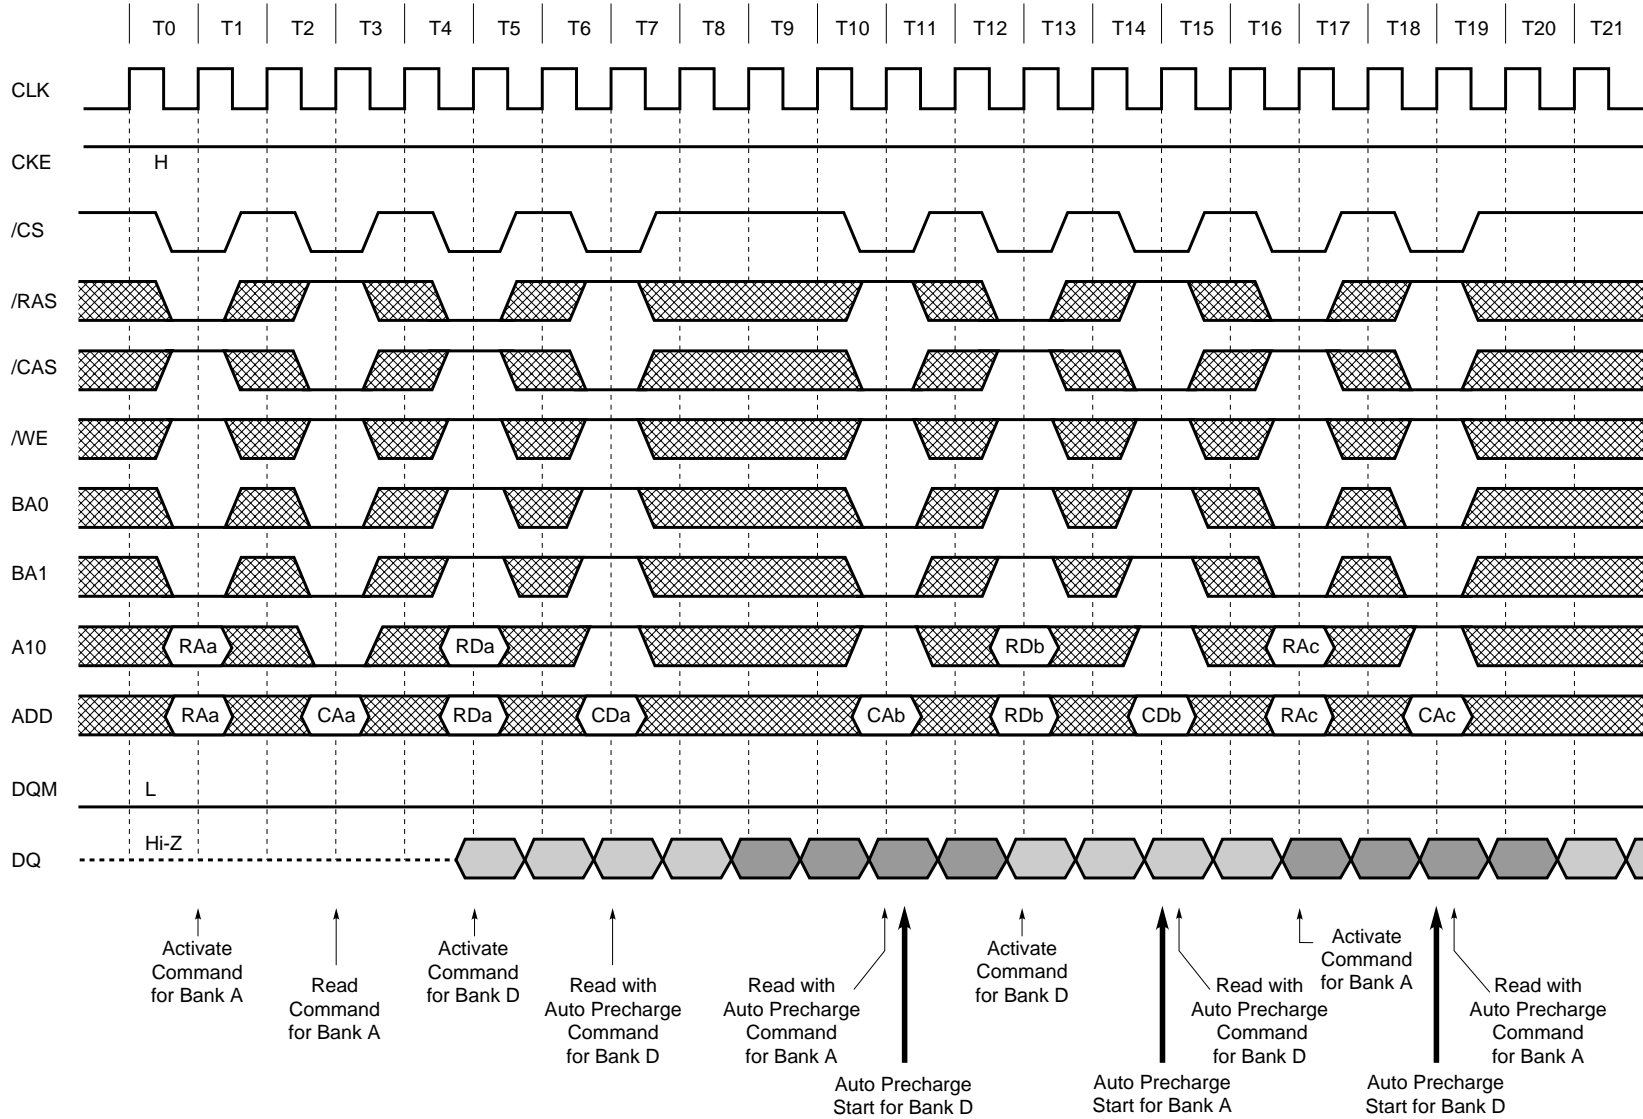 T0 T1 T2 T3 T4 T5 T6 T7 T8 T9 T10 T11 T12 T13 T14 T15 T16 T17 T18 T19 T20 T21
CLK
CKE H
/CS
/RAS
/CAS
/WE
BA0
BA1
A10 RAa RDa RDb RAc
ADD RAa CAa RDa CDa CAb RDb CDb RAc CAc
DQM L
DQ Hi-Z
Activate
Command
for Bank A
Read
Command
for Bank A
Activate
Command
for Bank D
Read with
Auto Precharge
Command
for Bank D
Read with
Auto Precharge
Command
for Bank A
Auto Precharge
Start for Bank D
Activate
Command
for Bank D
Auto Precharge
Start for Bank A
Read with
Auto Precharge
Command
for Bank D
Activate
Command
for Bank A
Auto Precharge
Start for Bank D
Read with
Auto Precharge
Command
for Bank A